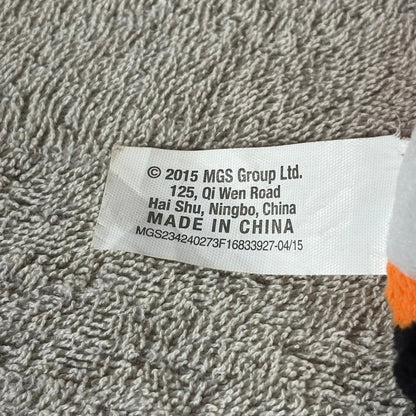 © 2015 MGS Group Ltd.
125, Qi Wen Road
Hai Shu, Ningbo, China
MADE IN CHINA
MGS234240273F16833927-04/15